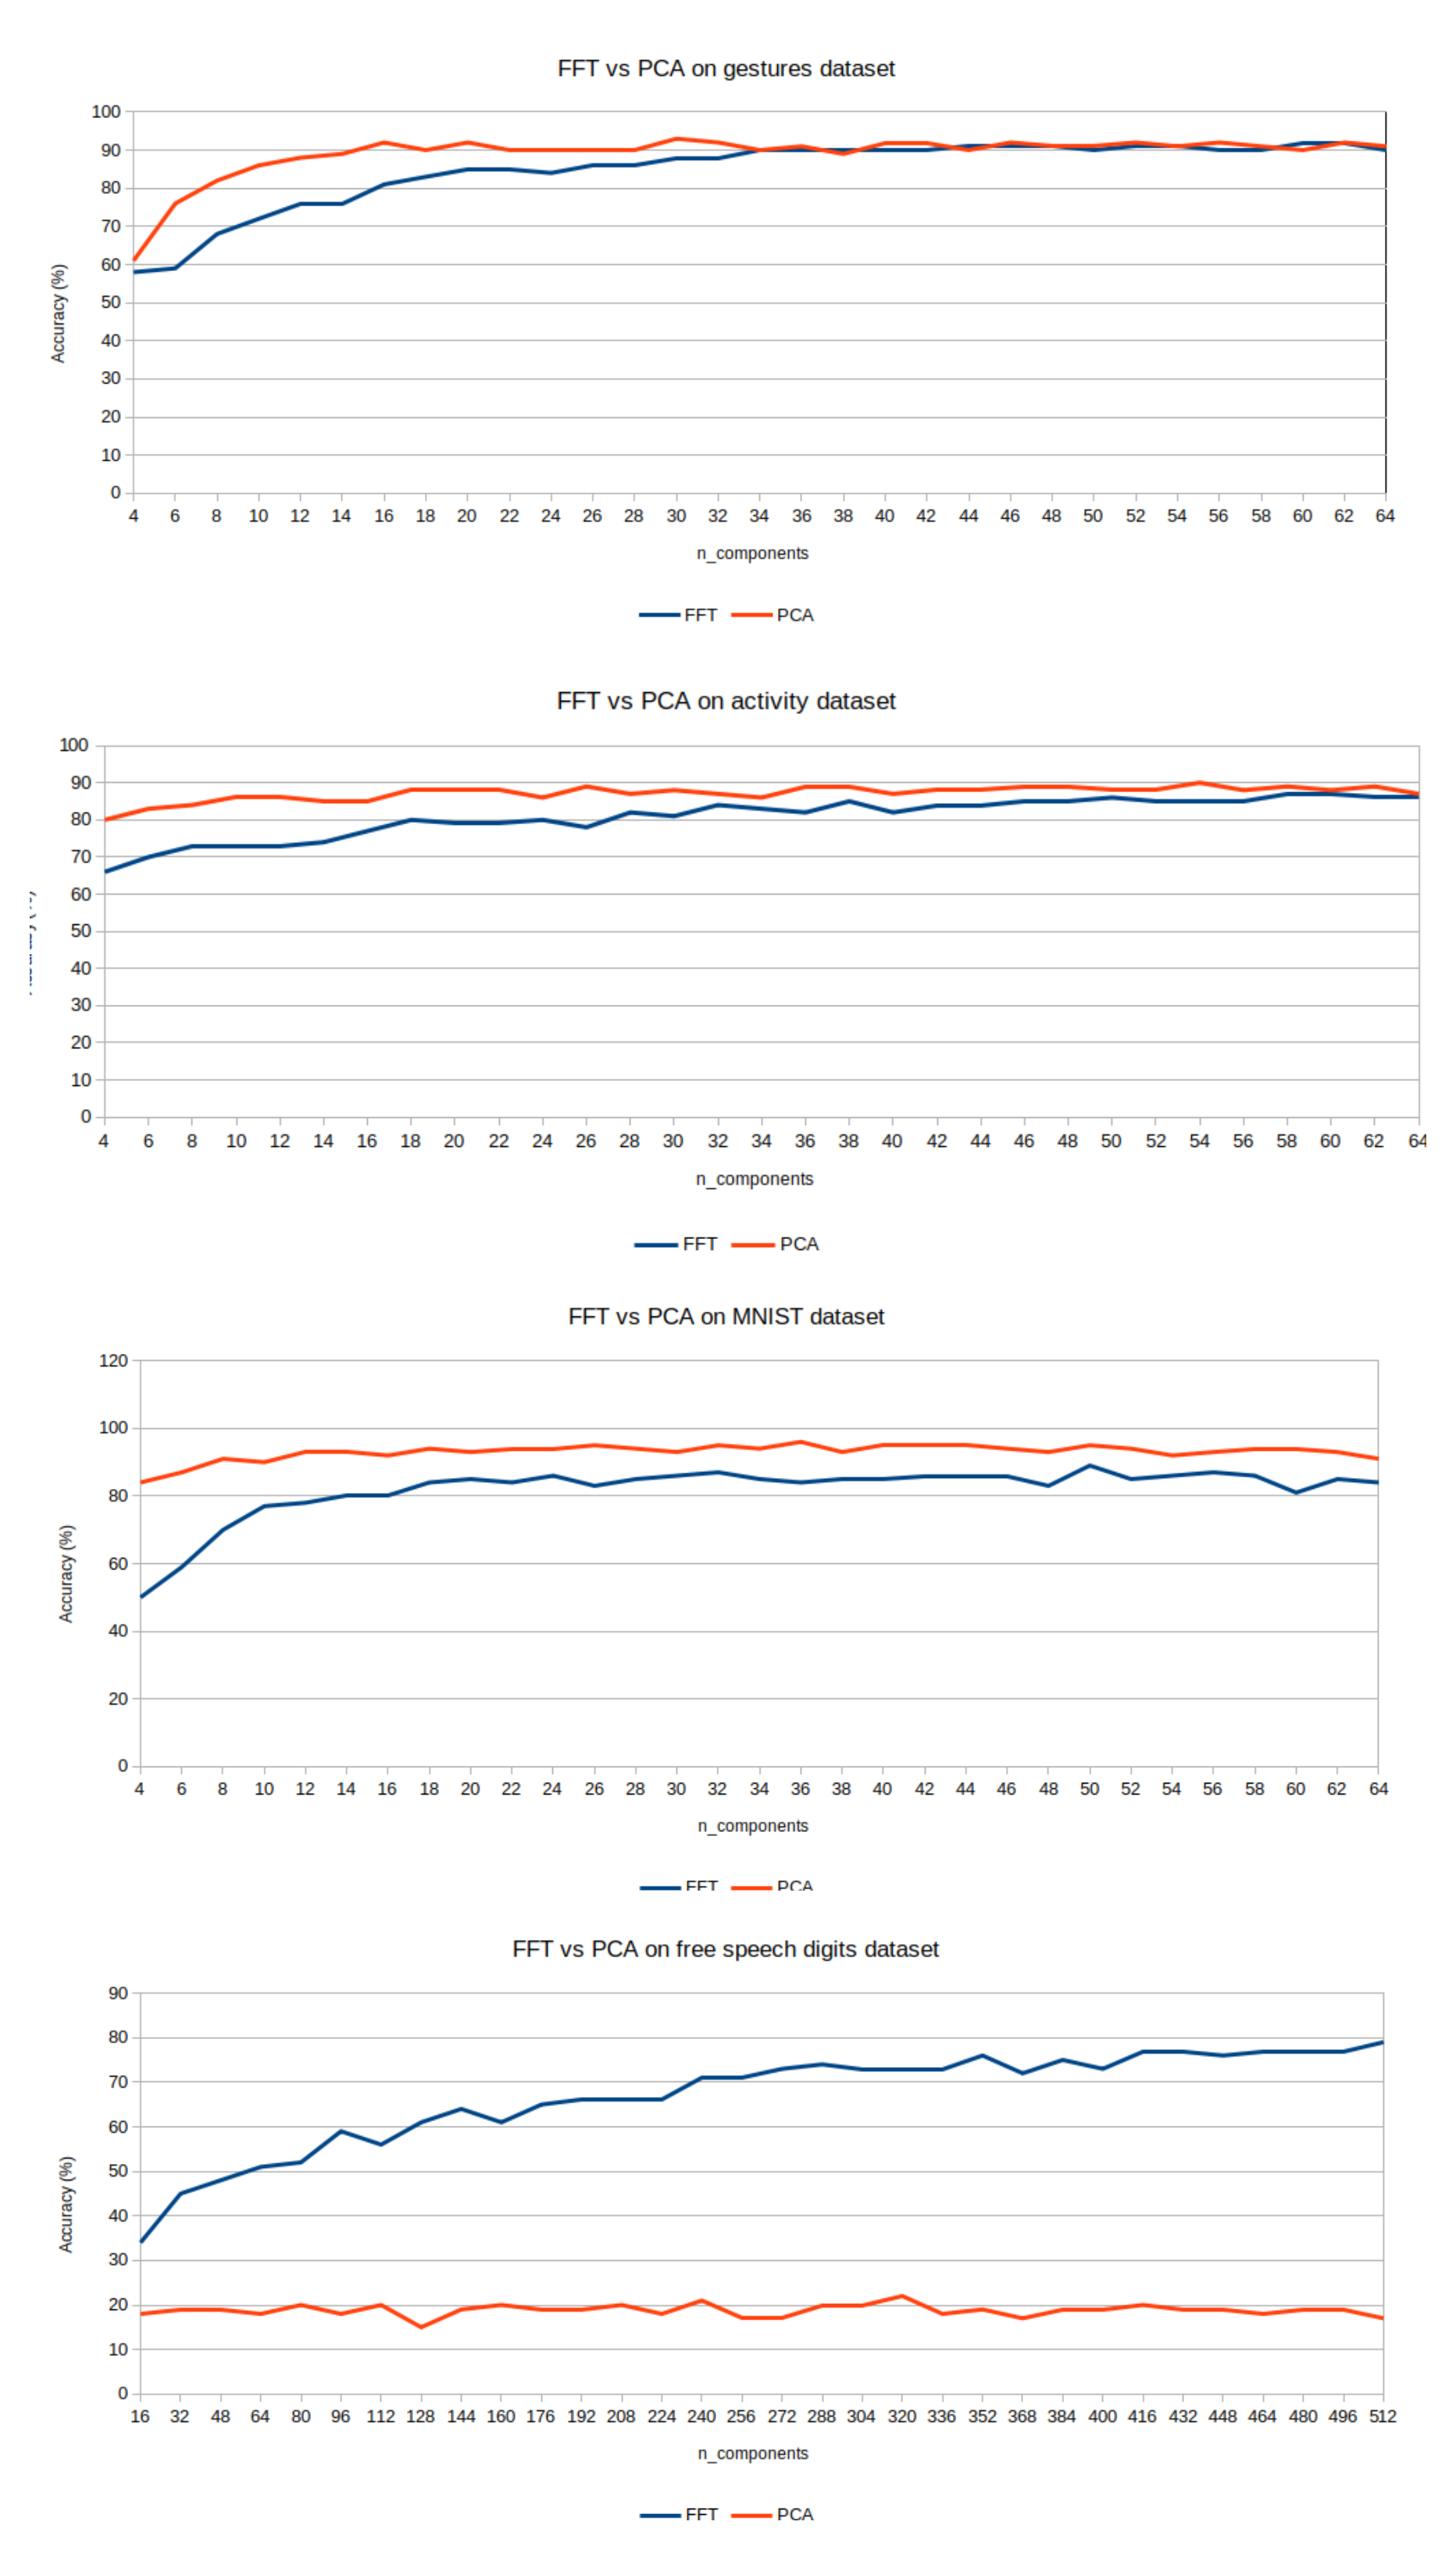 FFT vs PCA on gestures dataset
100
90
80
70
60
50
40
30
20
10
0
Accuracy (%)
4 6 8 10 12 14 16 18 20 22 24 26 28 30 32 34 36 38 40 42 44 46 48 50 52 54 56 58 60 62 64
n_components
FFT PCA
FFT vs PCA on activity dataset
100
90
80
70
60
50
40
30
20
10
0
4 6 8 10 12 14 16 18 20 22 24 26 28 30 32 34 36 38 40 42 44 46 48 50 52 54 56 58 60 62 64
n_components
FFT PCA
FFT vs PCA on MNIST dataset
120
100
80
60
40
20
0
Accuracy (%)
4 6 8 10 12 14 16 18 20 22 24 26 28 30 32 34 36 38 40 42 44 46 48 50 52 54 56 58 60 62 64
n_components
FFT PCA
FFT vs PCA on free speech digits dataset
90
80
70
60
50
40
30
20
10
0
Accuracy (%)
16 32 48 64 80 96 112 128 144 160 176 192 208 224 240 256 272 288 304 320 336 352 368 384 400 416 432 448 464 480 496 512
n_components
FFT PCA